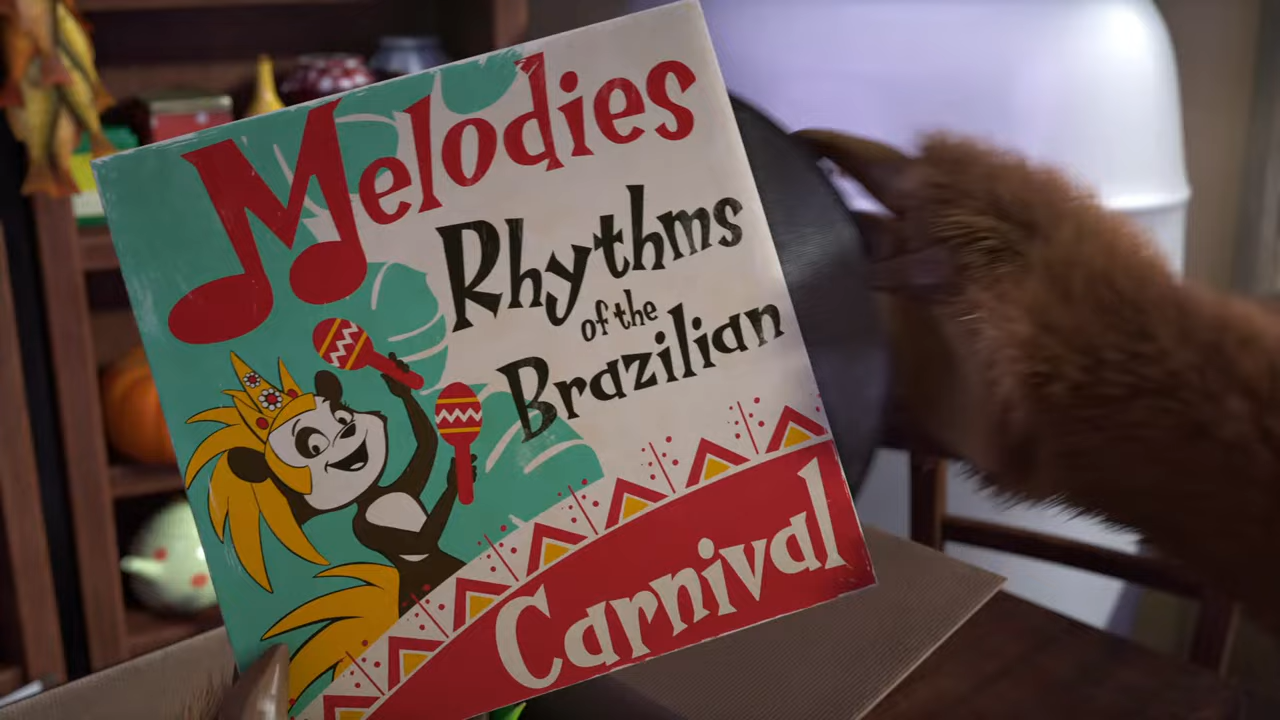 Melodies
Rhythms
of the
Brazilian
Carnival